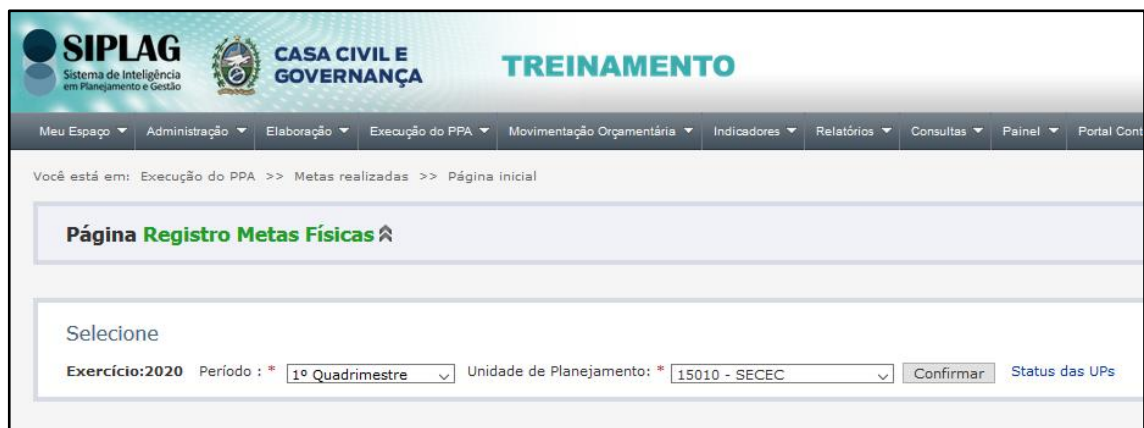 SIPLAG
Sistema de Inteligência
em Planejamento e Gestão
CASA CIVIL E
GOVERNANÇA
TREINAMENTO
Meu Espaço Administração Elaboração Execução do PPA Movimentação Orçamentária Indicadores Relatórios Consultas Painel Portal Cont
Você está em: Execução do PPA >> Metas realizadas >> Página inicial
Página Registro Metas Físicas
Selecione
Exercício:2020 Período : * 1º Quadrimestre Unidade de Planejamento: * 15010 - SECEC Confirmar Status das UPs